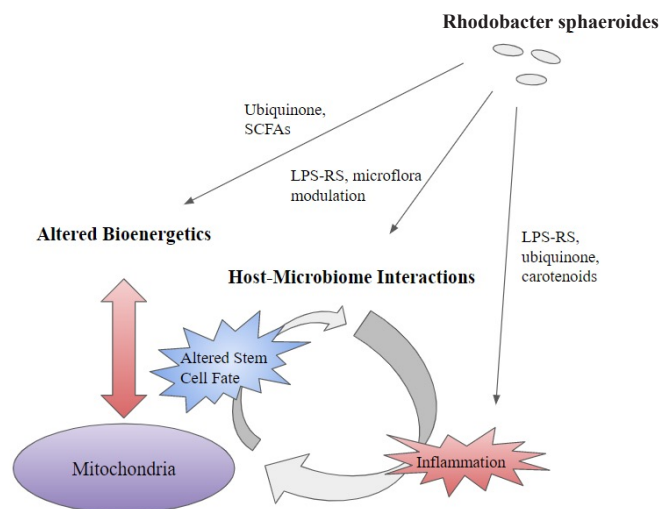 Rhodobacter sphaeroides
Ubiquinone,
SCFAs
LPS-RS, microflora
modulation
Altered Bioenergetics
LPS-RS,
ubiquinone,
carotenoids
Host-Microbiome Interactions
Altered Stem
Cell Fate
Mitochondria
Inflammation